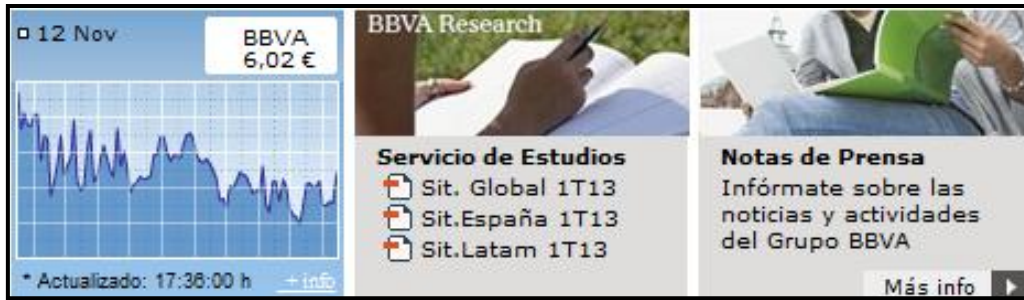 12 Nov
BBVA
6,02 €
* Actualizado: 17:36:00 h
+ info
BBVA Research
Servicio de Estudios
Sit. Global 1T13
Sit.España 1T13
Sit.Latam 1T13
Notas de Prensa
Infórmate sobre las
noticias y actividades
del Grupo BBVA
Más info